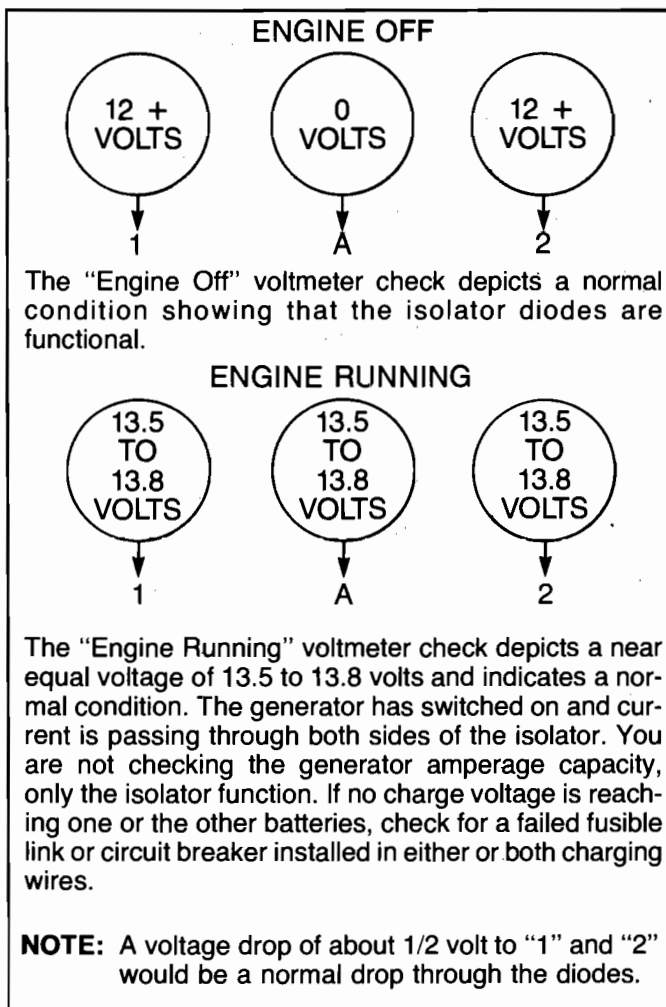 ENGINE OFF
12 +
VOLTS
0
VOLTS
12 +
VOLTS
1
A
2
The “Engine Off” voltmeter check depicts a normal
condition showing that the isolator diodes are
functional.
ENGINE RUNNING
13.5
TO
13.8
VOLTS
13.5
TO
13.8
VOLTS
13.5
TO
13.8
VOLTS
1
A
2
The “Engine Running” voltmeter check depicts a near
equal voltage of 13.5 to 13.8 volts and indicates a nor-
mal condition. The generator has switched on and cur-
rent is passing through both sides of the isolator. You
are not checking the generator amperage capacity,
only the isolator function. If no charge voltage is reach-
ing one or the other batteries, check for a failed fusible
link or circuit breaker installed in either or both charging
wires.
NOTE: A voltage drop of about 1/2 volt to “1” and “2”
would be a normal drop through the diodes.